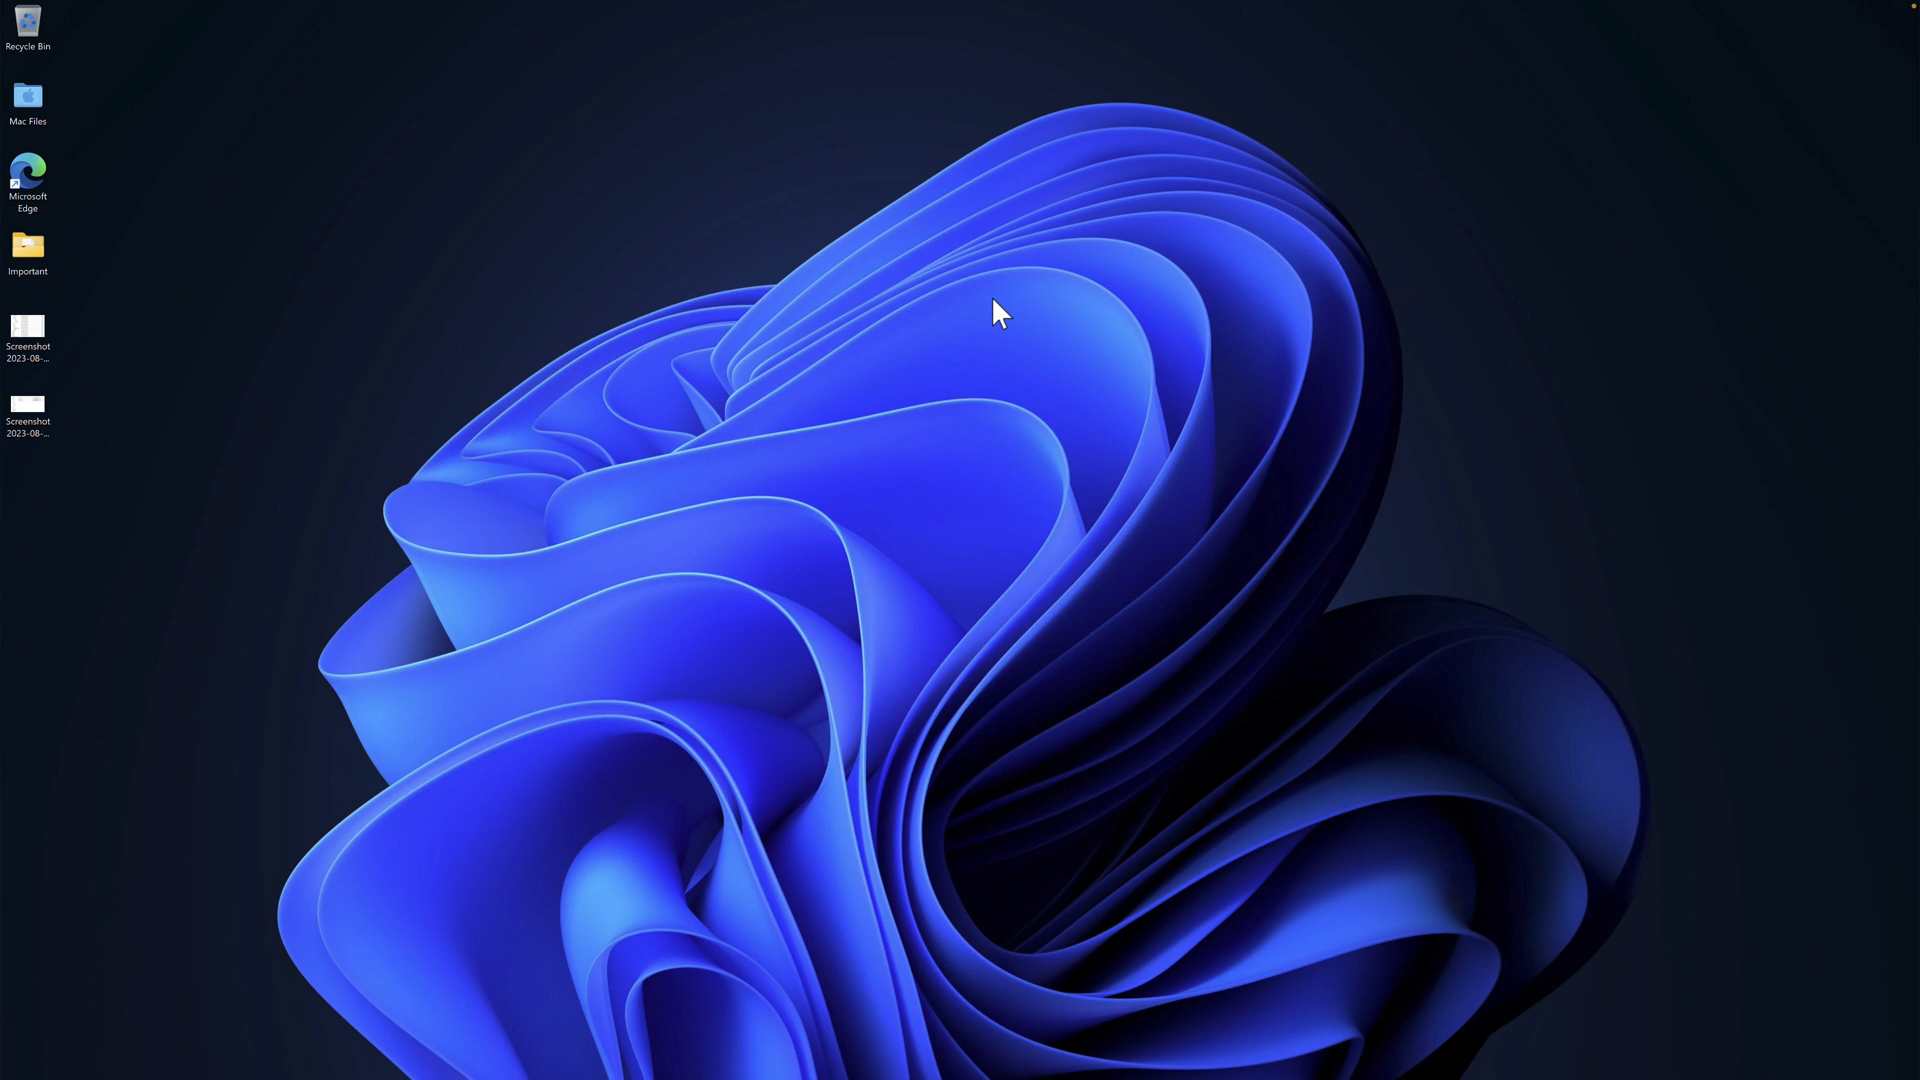 Recycle Bin
Mac Files
Microsoft
Edge
Important
Screenshot
2023-08-...
Screenshot
2023-08-...